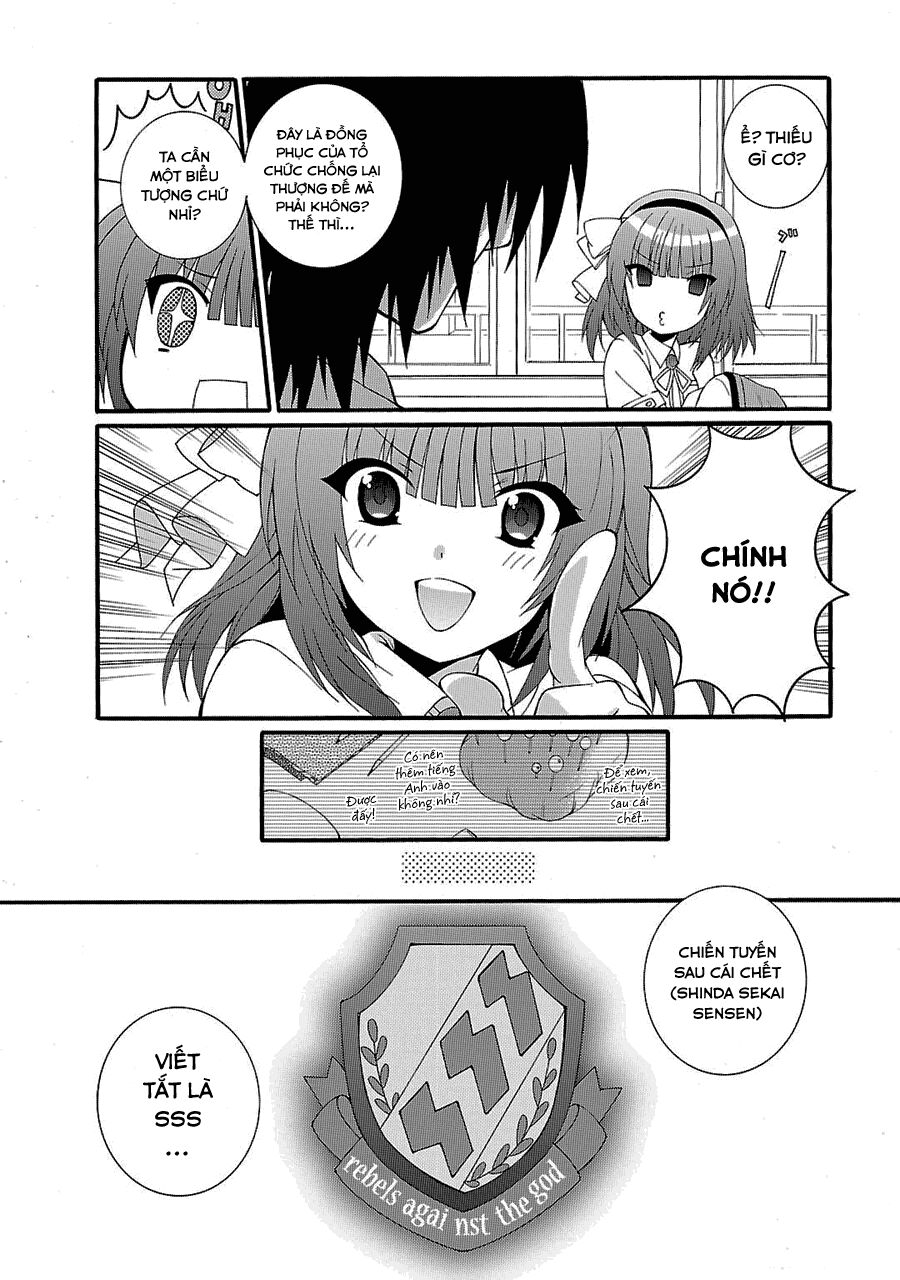 Ể? THIẾU
GÌ CƠ?
ĐÂY LÀ ĐỒNG
PHỤC CỦA TỔ
CHỨC CHỐNG LẠI
THƯỢNG ĐẾ MÀ
PHẢI KHÔNG?
THẾ THÌ...
OH
TA CẦN
MỘT BIỂU
TƯỢNG CHỨ
NHỈ?
CHÍNH
NÓ!!
Để xem,
chiến tuyến
sau cái
chết...
Có nên
thêm tiếng
Anh vào
không nhỉ?
Được
đấy!
CHIẾN TUYẾN
SAU CÁI CHẾT
(SHINDA SEKAI
SENSEN)
VIẾT
TẮT LÀ
SSS
...
rebels agai nst the god